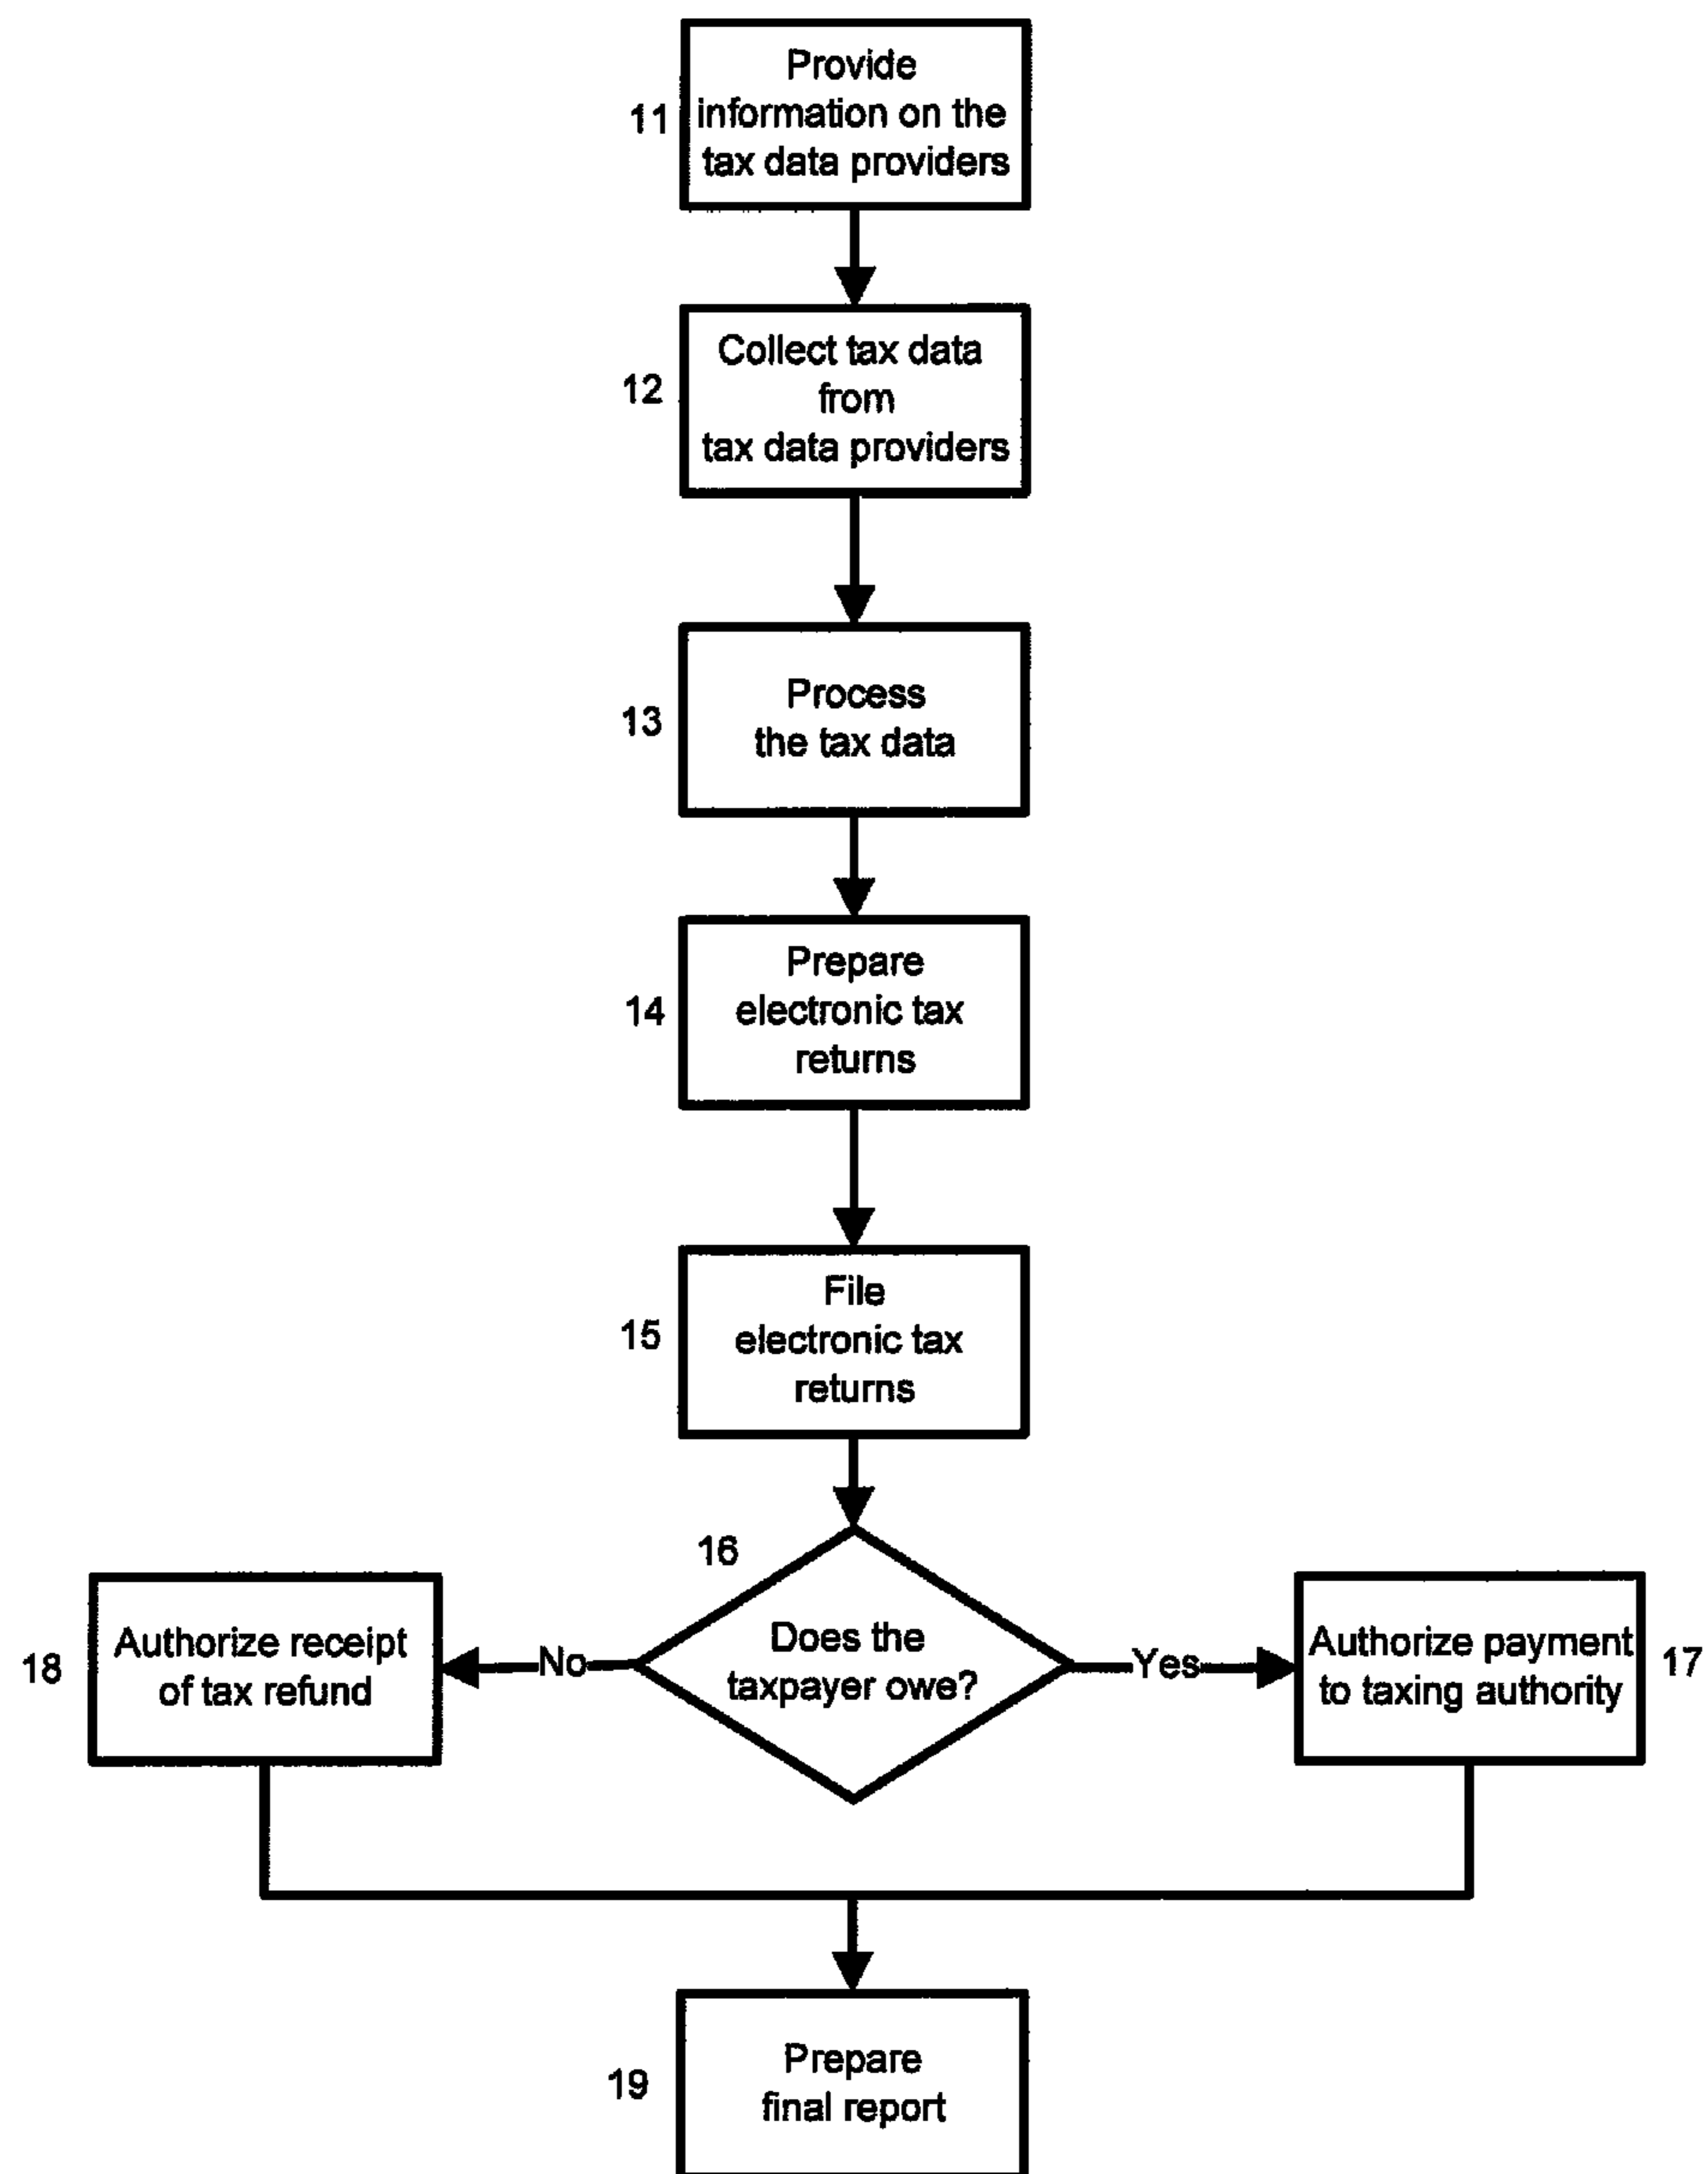 Provide
information on the
tax data providers
11
Collect tax data
from
tax data providers
12
Process
the tax data
13
Prepare
electronic tax
returns
14
File
electronic tax
returns
15
16
Does the
taxpayer owe?
No
Yes
Authorize receipt
of tax refund
18
Authorize payment
to taxing authority
17
Prepare
final report
19